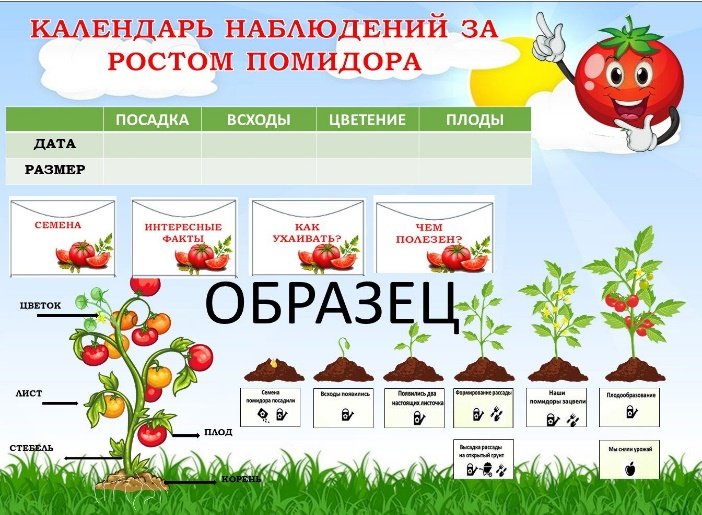 КАЛЕНДАРЬ НАБЛЮДЕНИЙ ЗА
РОСТОМ ПОМИДОРА
ПОСАДКА ВСХОДЫ ЦВЕТЕНИЕ ПЛОДЫ
ДАТА
РАЗМЕР
СЕМЕНА
ИНТЕРЕСНЫЕ
ФАКТЫ
КАК
УХАИВАТЬ?
ЧЕМ
ПОЛЕЗЕН?
ОБРАЗЕЦ
ЦВЕТОК
ЛИСТ
СТЕБЕЛЬ
ПЛОД
КОРЕНЬ
Семена
помидора посадили
Всходы появились
Появились два
настоящих листочка
Формирование рассады
Наши
помидоры зацвели
Плодообразование
Высадка рассады
на открытый грунт
Мы сняли урожай